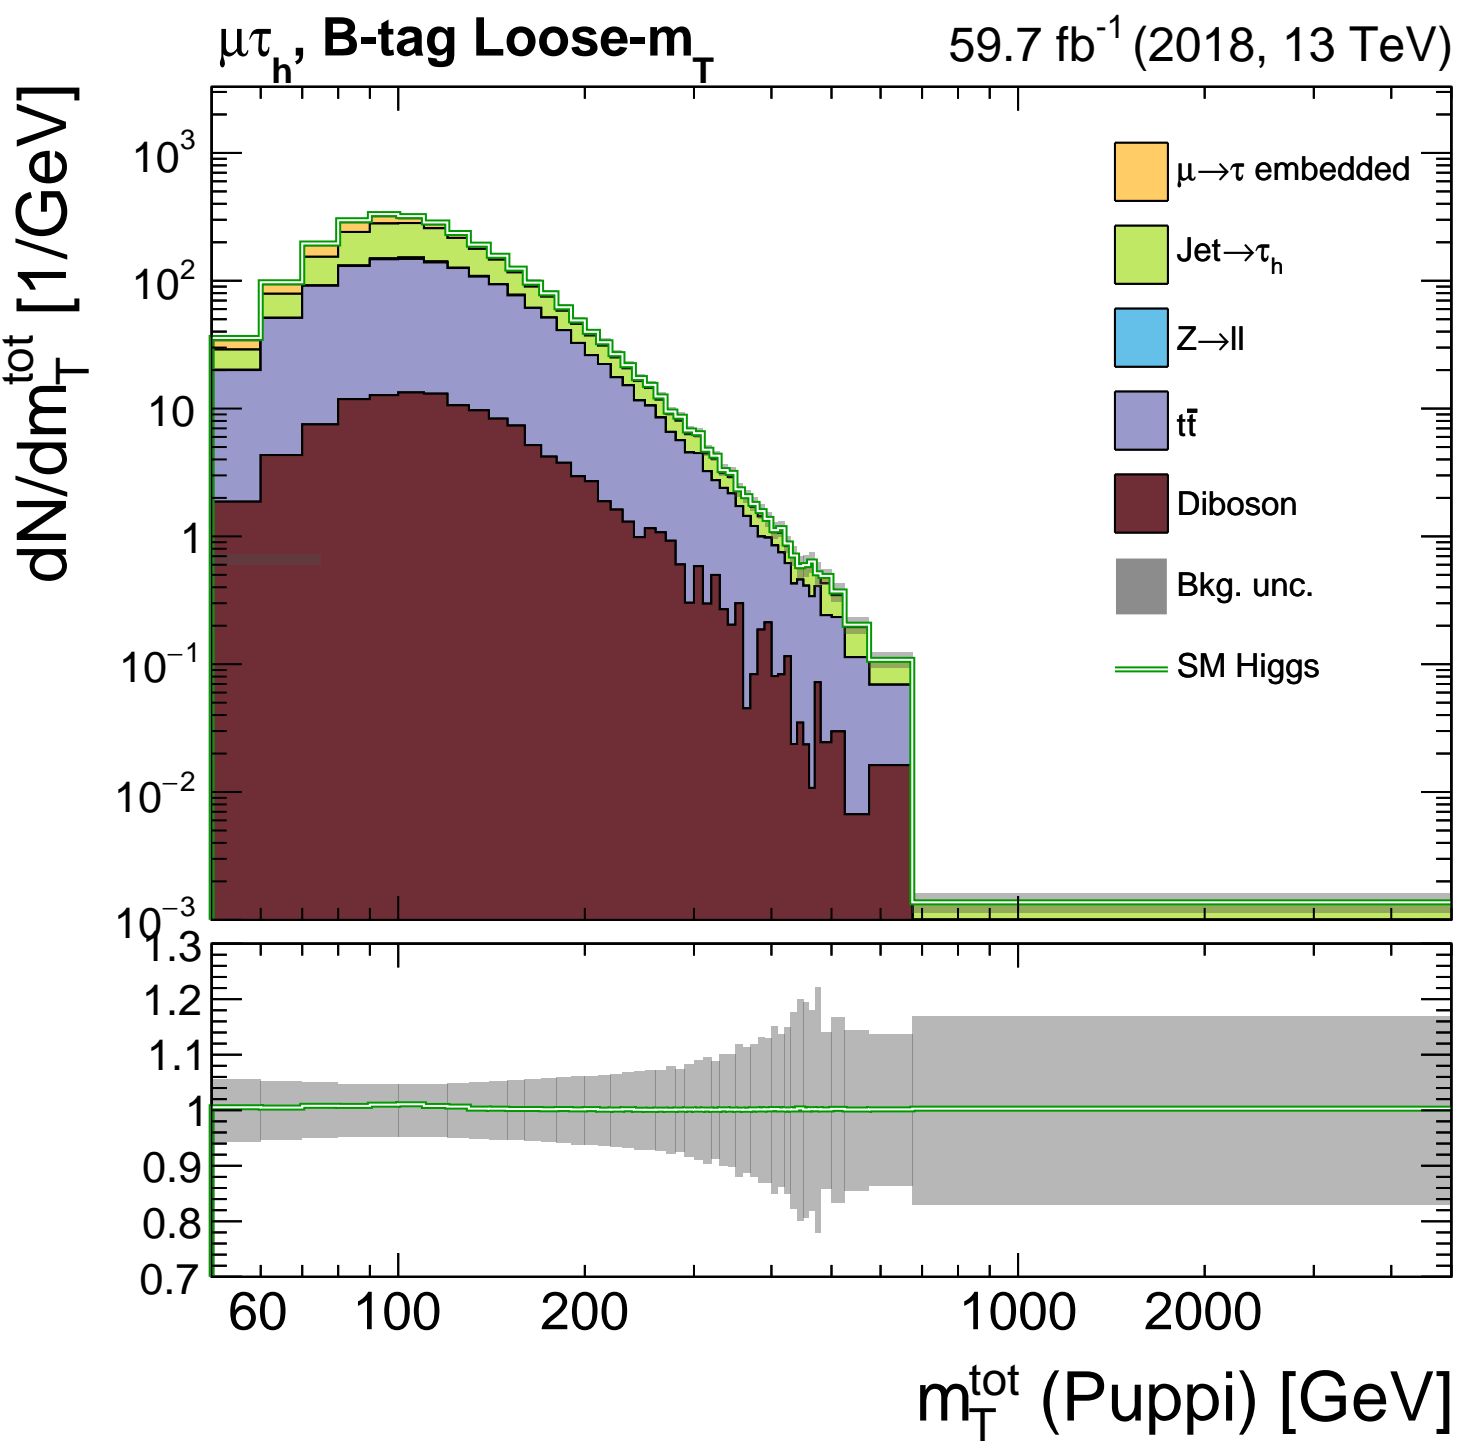 μτh, B-tag Loose-mT 59.7 fb-1 (2018, 13 TeV)
dN/dmTtot [1/GeV]
103
102
10
1
10−1
10−2
10−3
μ→τ embedded
Jet→τh
Z→ll
tt̄
Diboson
Bkg. unc.
SM Higgs
1.3
1.2
1.1
1
0.9
0.8
0.7
60 100 200 1000 2000
mTtot (Puppi) [GeV]